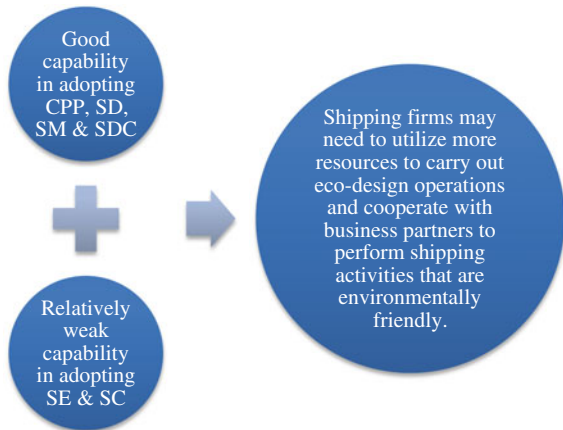 Good
capability
in adopting
CPP, SD,
SM & SDC
Relatively
weak
capability
in adopting
SE & SC
Shipping firms may
need to utilize more
resources to carry out
eco-design operations
and cooperate with
business partners to
perform shipping
activities that are
environmentally
friendly.